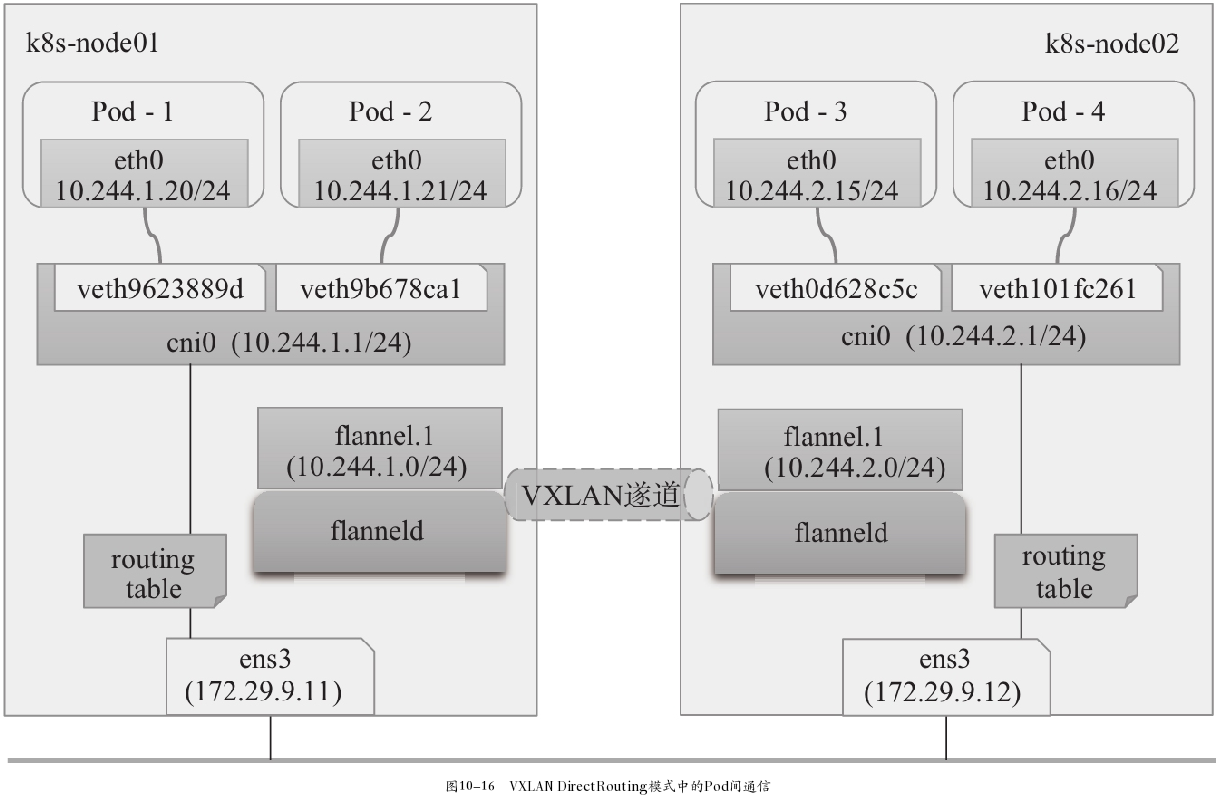 k8s-node01
k8s-nodc02
Pod - 1
Pod - 2
Pod - 3
Pod - 4
eth0
10.244.1.20/24
eth0
10.244.1.21/24
eth0
10.244.2.15/24
eth0
10.244.2.16/24
veth9623889d
veth9b678ca1
veth0d628c5c
veth101fc261
cni0 (10.244.1.1/24)
cni0 (10.244.2.1/24)
flannel.1
(10.244.1.0/24)
flannel.1
(10.244.2.0/24)
VXLAN遂道
flanneld
flanneld
routing
table
routing
table
ens3
(172.29.9.11)
ens3
(172.29.9.12)
图10-16 VXLAN DirectRouting模式中的Pod间通信